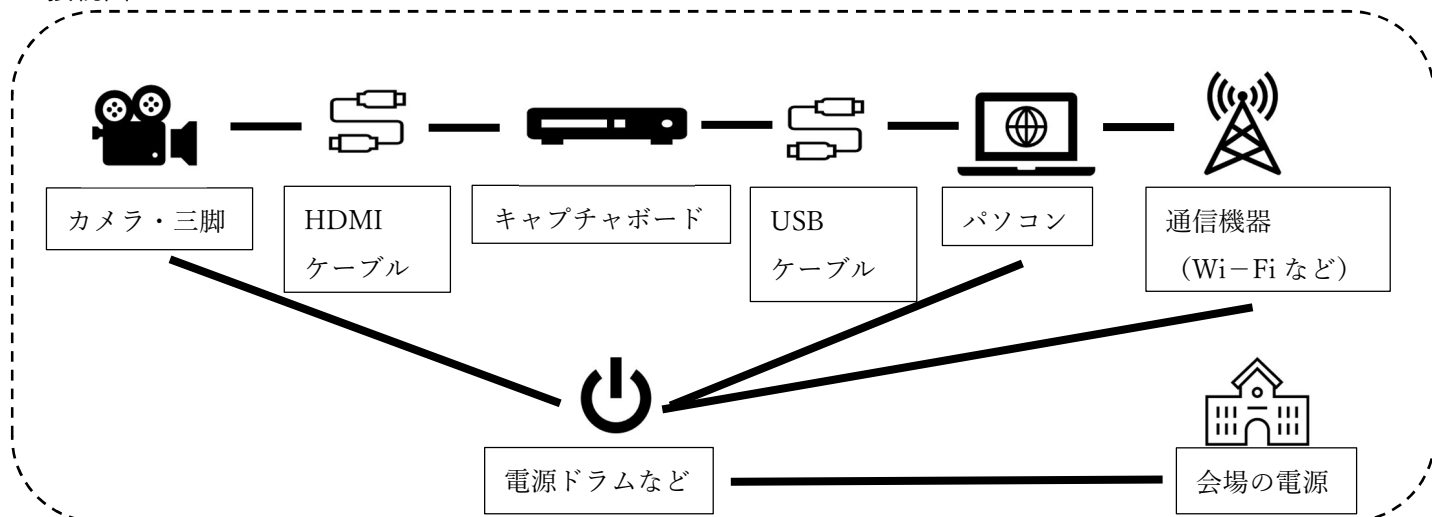 カメラ・三脚
HDMI
ケーブル
キャプチャボード
USB
ケーブル
パソコン
通信機器
（Wi－Fi など）
電源ドラムなど
会場の電源